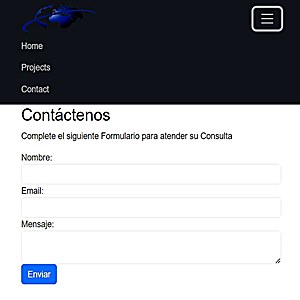 Home
Projects
Contact
Contáctenos
Complete el siguiente Formulario para atender su Consulta
Nombre:
Email:
Mensaje:
Enviar